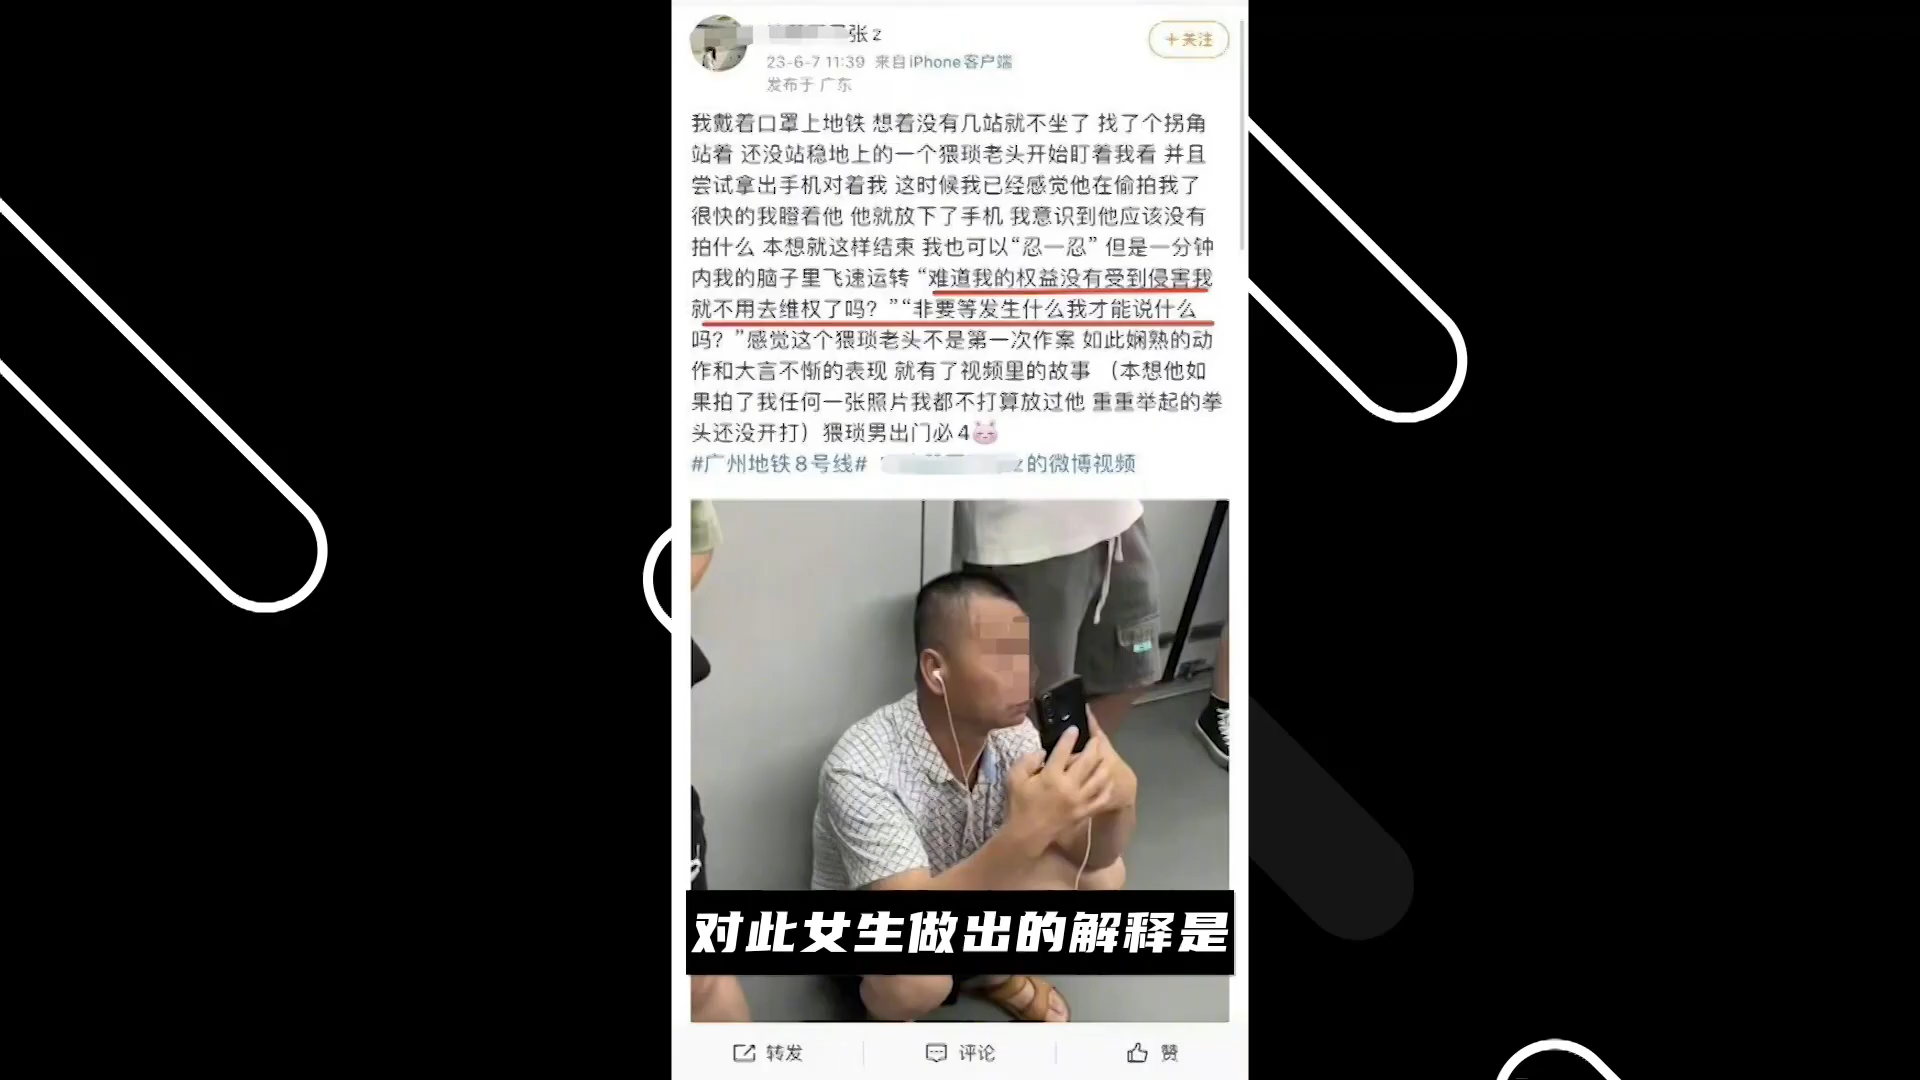 张z
+关注
23-6-7 11:39 来自iPhone客户端
发布于 广东
我戴着口罩上地铁 想着没有几站就不坐了 找了个拐角
站着 还没站稳地上的一个猥琐老头开始盯着我看 并且
尝试拿出手机对着我 这时候我已经感觉他在偷拍我了
很快的我瞪着他 他就放下了手机 我意识到他应该没有
拍什么 本想就这样结束 我也可以“忍一忍” 但是一分钟
内我的脑子里飞速运转 “难道我的权益没有受到侵害我
就不用去维权了吗？”“非要等发生什么我才能说什么
吗？”感觉这个猥琐老头不是第一次作案 如此娴熟的动
作和大言不惭的表现 就有了视频里的故事 （本想他如
果拍了我任何一张照片我都不打算放过他 重重举起的拳
头还没开打）猥琐男出门必4
#广州地铁8号线# z的微博视频
对此女生做出的解释是
转发
评论
赞